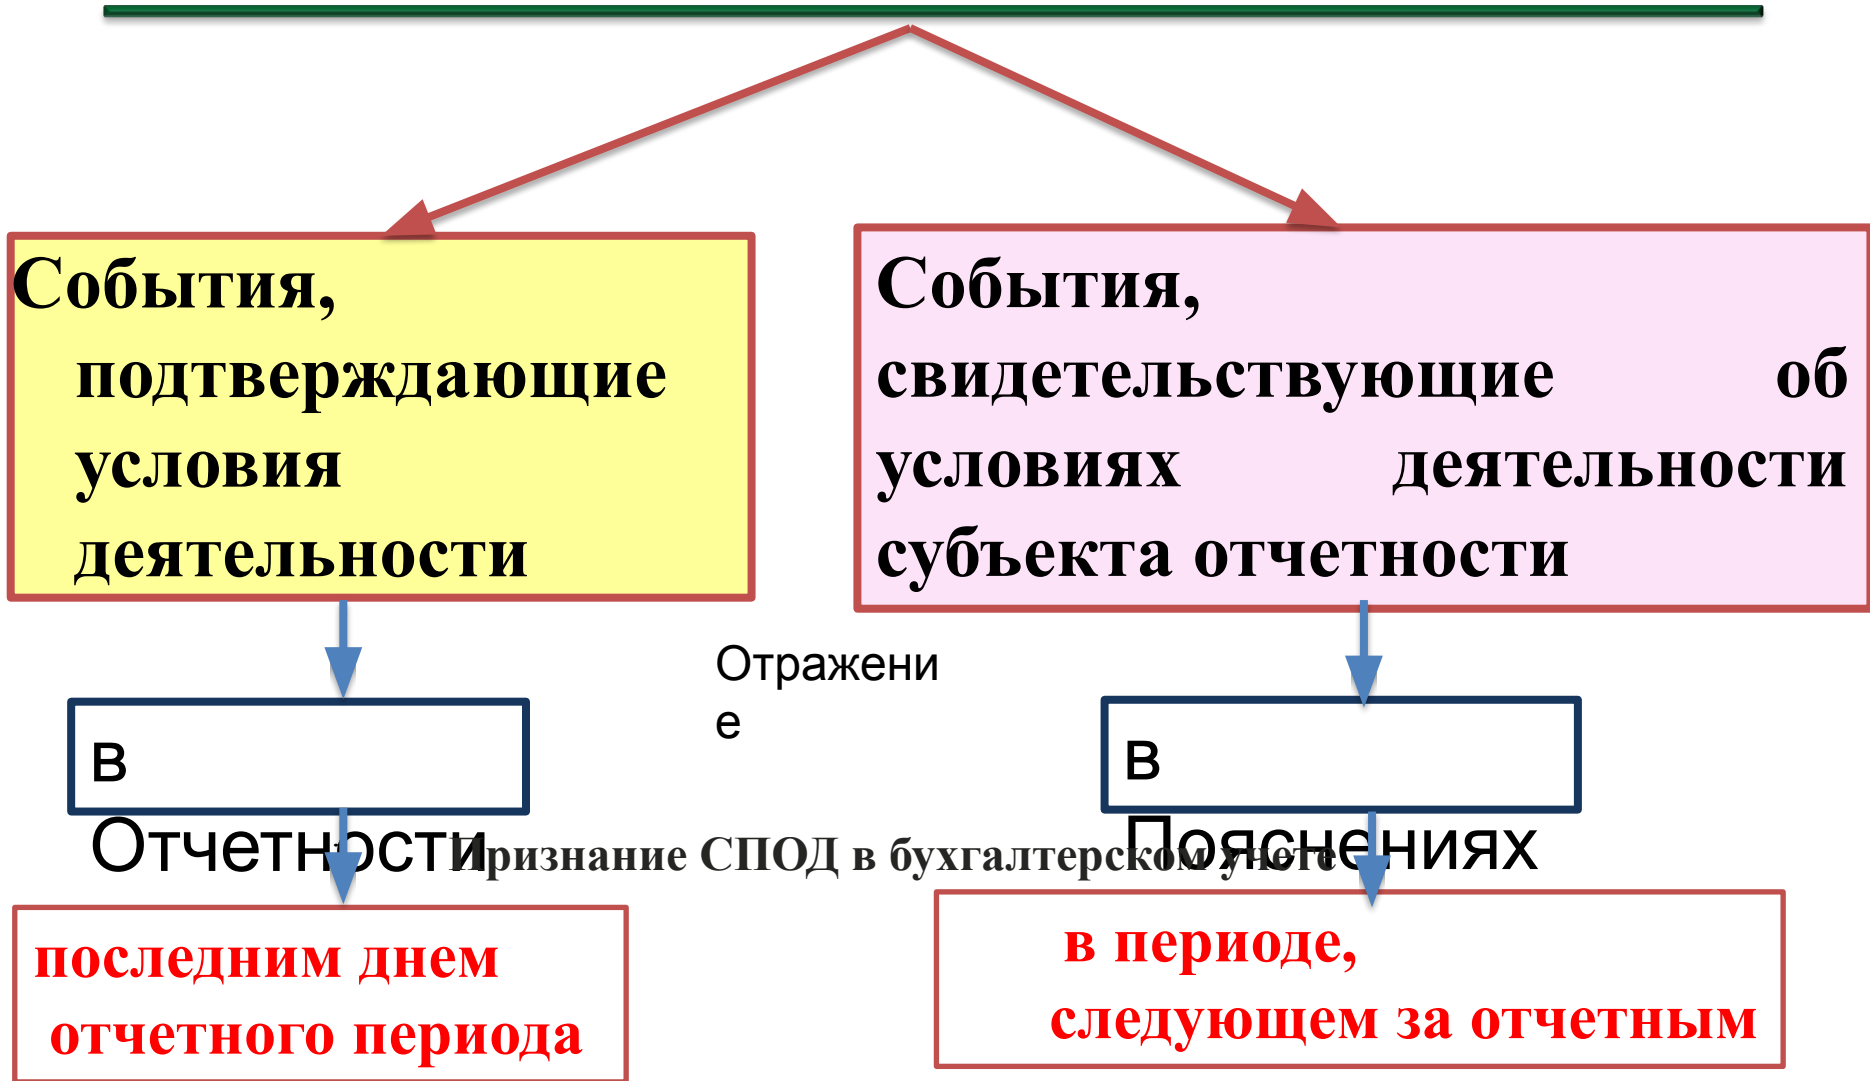 События,
подтверждающие
условия
деятельности
События,
свидетельствующие об
условиях деятельности
субъекта отчетности
Отражени
е
в
Отчетности
в
Пояснениях
Признание СПОД в бухгалтерском учете
последним днем
отчетного периода
в периоде,
следующем за отчетным